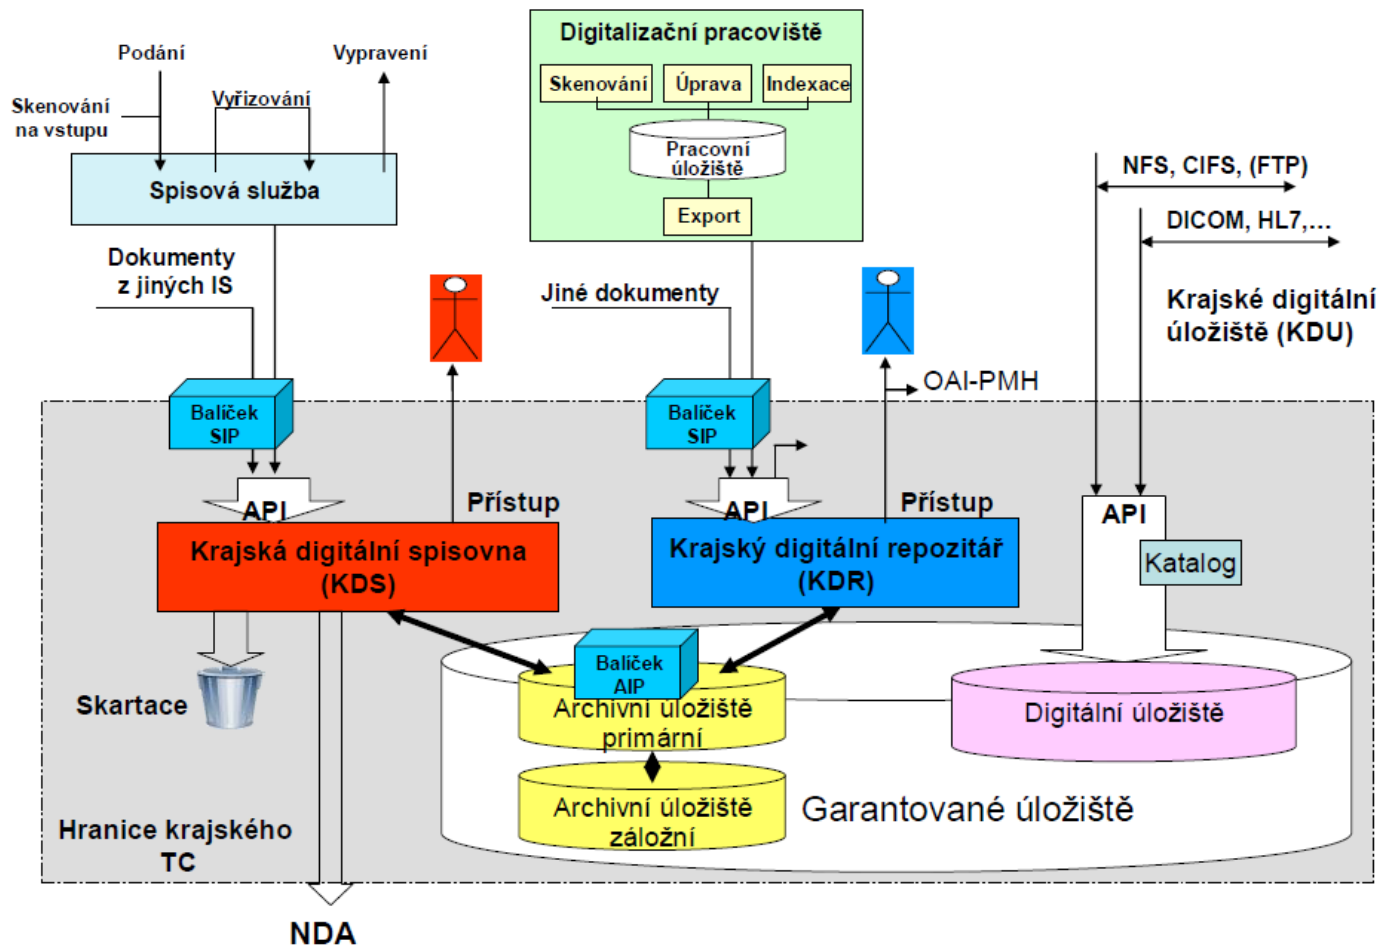 Digitalizační pracoviště
Podání
Vypravení
Skenování
Úprava
Indexace
Vyřizování
Skenování
na vstupu
Pracovní
úložiště
NFS, CIFS, (FTP)
Spisová služba
Export
DICOM, HL7,...
Dokumenty
z jiných IS
Jiné dokumenty
Krajské digitální
úložiště (KDU)
OAI-PMH
Balíček
SIP
Balíček
SIP
Přístup
Přístup
API
API
API
Krajská digitální spisovna
(KDS)
Krajský digitální repozitář
(KDR)
Katalog
Balíček
AIP
Skartace
Archivní úložiště
primární
Digitální úložiště
Archivní úložiště
záložní
Garantované úložiště
Hranice krajského
TC
NDA